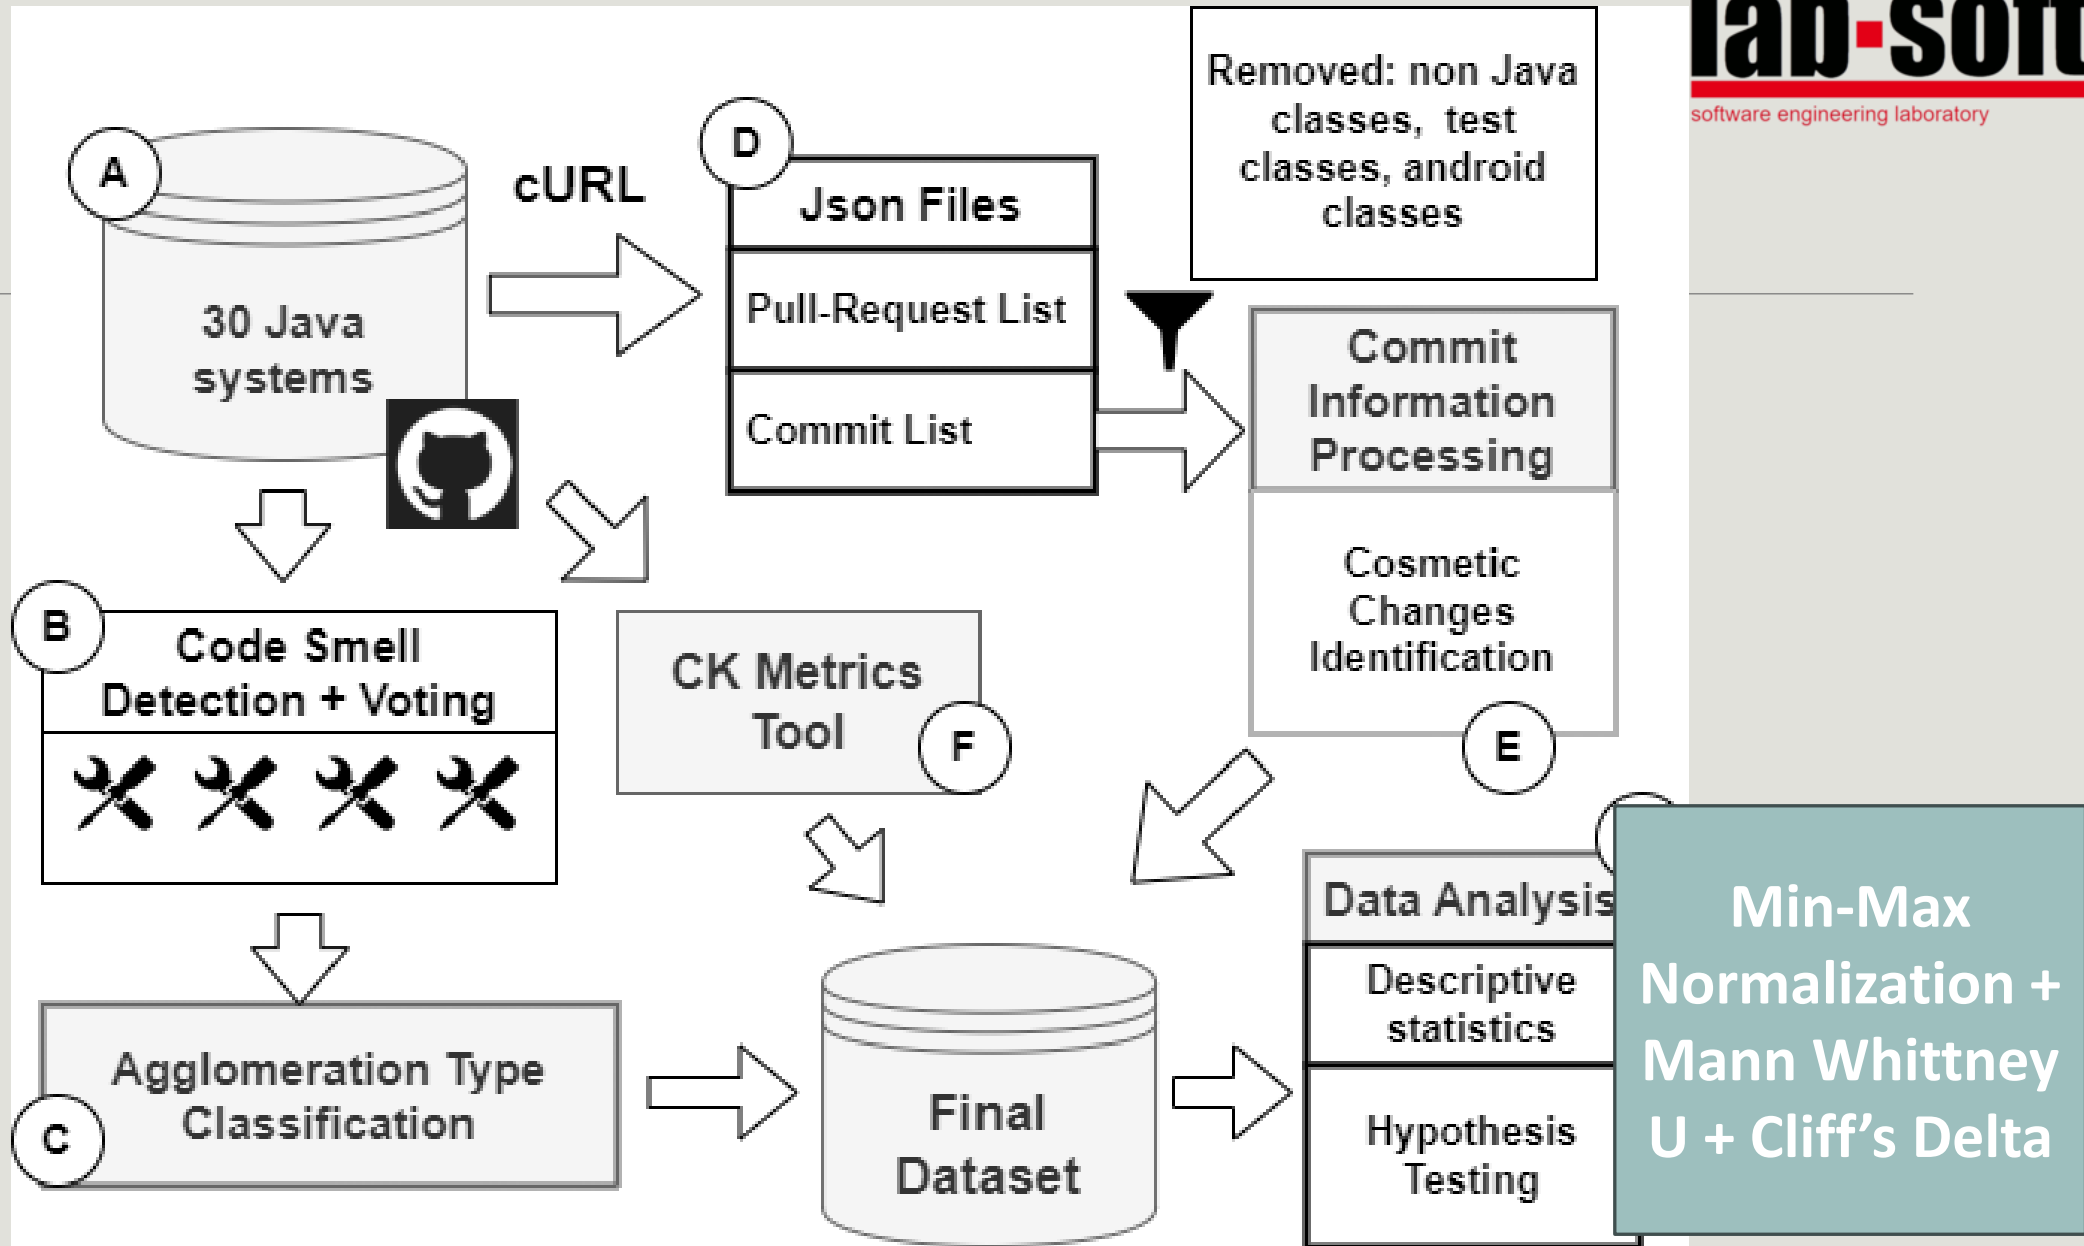 lab-soft
software engineering laboratory
Removed: non Java
classes, test
classes, android
classes
A
30 Java
systems
cURL
D
Json Files
Pull-Request List
Commit List
Commit
Information
Processing
Cosmetic
Changes
Identification
E
B
Code Smell
Detection + Voting
CK Metrics
Tool
F
Agglomeration Type
Classification
C
Final
Dataset
Data Analysis
Descriptive
statistics
Hypothesis
Testing
Min-Max
Normalization +
Mann Whittney
U + Cliff’s Delta